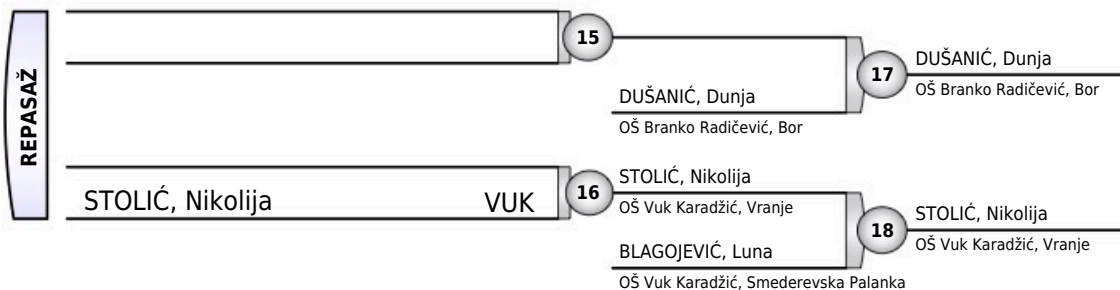 REPASAŽ
15
DUŠANIĆ, Dunja
OŠ Branko Radičević, Bor
17
DUŠANIĆ, Dunja
OŠ Branko Radičević, Bor
STOLIĆ, Nikolija VUK
16
STOLIĆ, Nikolija
OŠ Vuk Karadžić, Vranje
BLAGOJEVIĆ, Luna
OŠ Vuk Karadžić, Smederevska Palanka
18
STOLIĆ, Nikolija
OŠ Vuk Karadžić, Vranje